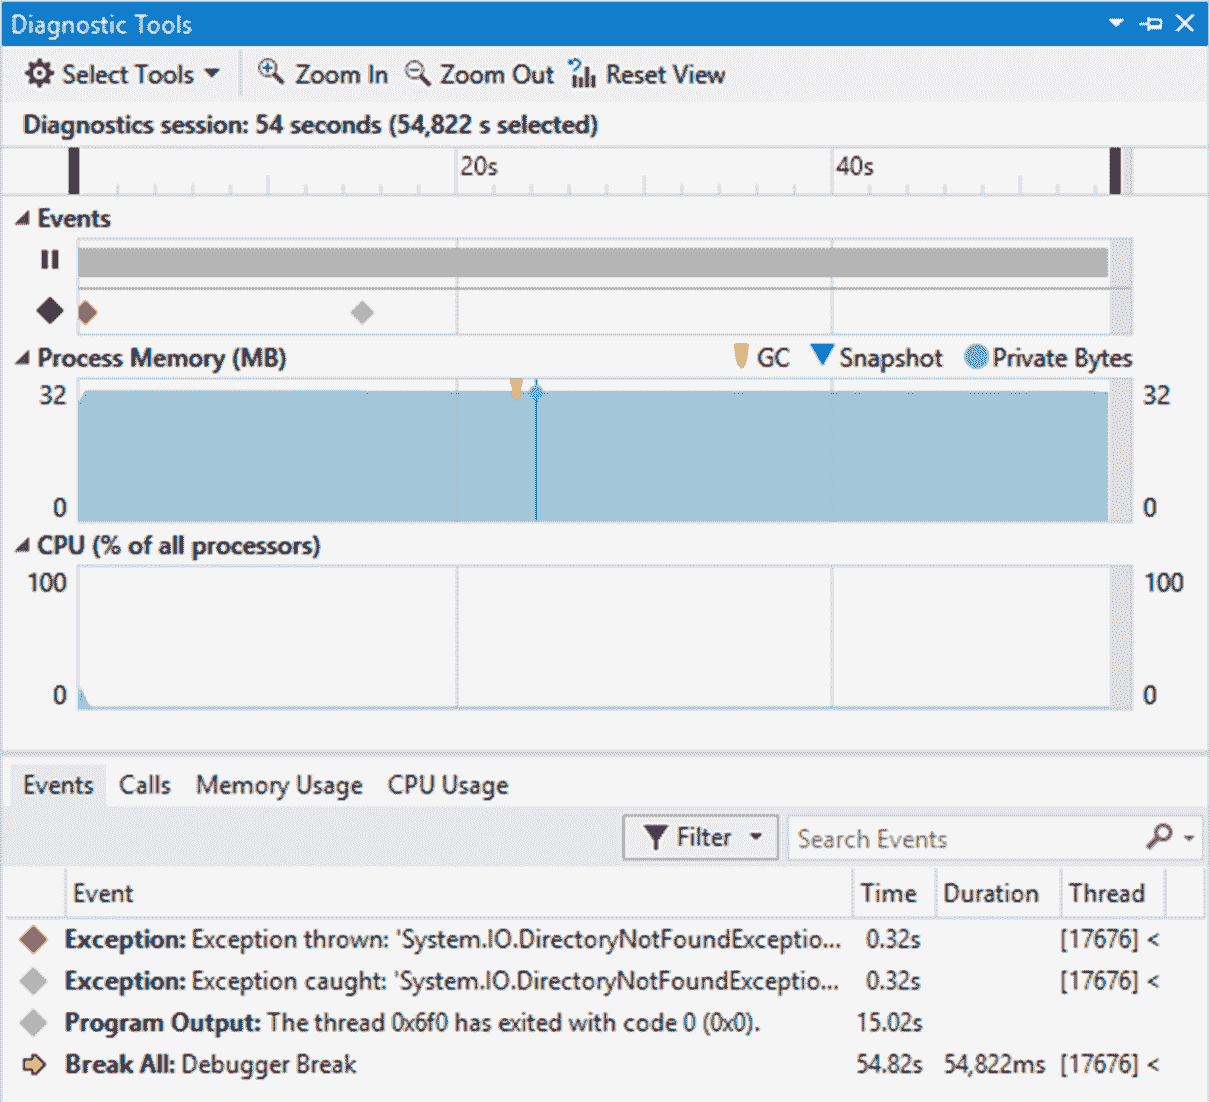 Diagnostic Tools
Select Tools Zoom In Zoom Out Reset View
Diagnostics session: 54 seconds (54,822 s selected)
20s 40s
Events
Process Memory (MB) GC Snapshot Private Bytes
32 32
0 0
CPU (% of all processors)
100 100
0 0
Events Calls Memory Usage CPU Usage
Filter Search Events
Event Time Duration Thread
Exception: Exception thrown: 'System.IO.DirectoryNotFoundExceptio... 0.32s [17676] <
Exception: Exception caught: 'System.IO.DirectoryNotFoundExceptio... 0.32s [17676] <
Program Output: The thread 0x6f0 has exited with code 0 (0x0). 15.02s
Break All: Debugger Break 54.82s 54,822ms [17676] <